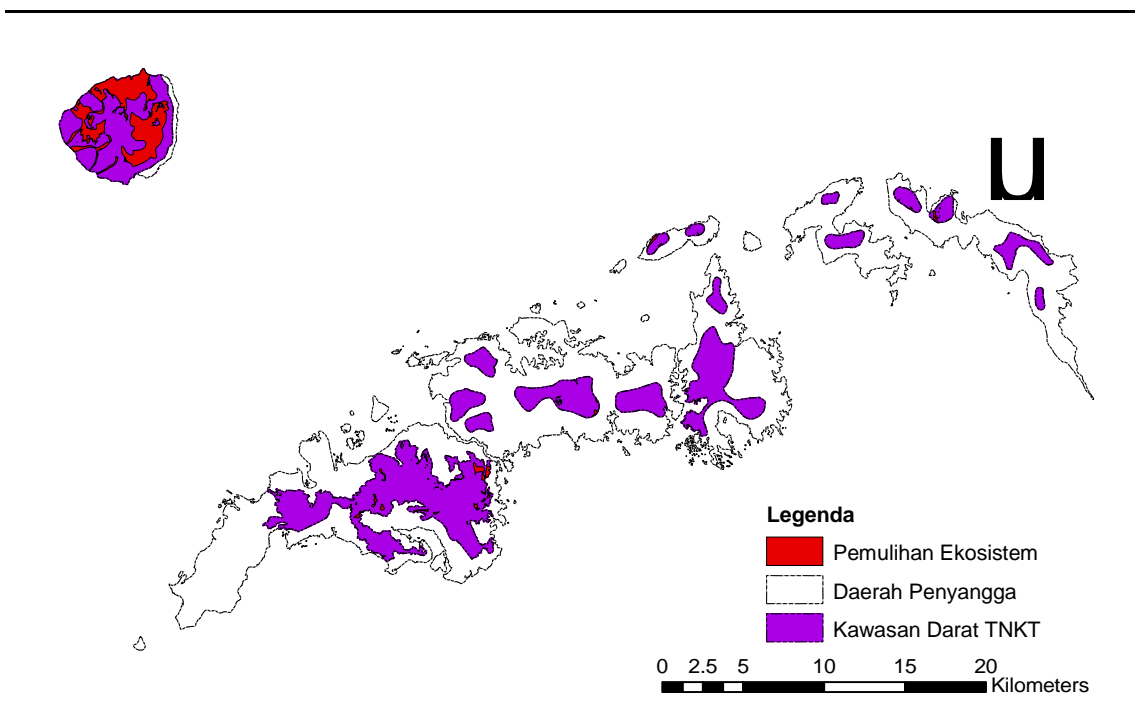 u
Legenda
Pemulihan Ekosistem
Daerah Penyangga
Kawasan Darat TNKT
0 2.5 5 10 15 20
Kilometers